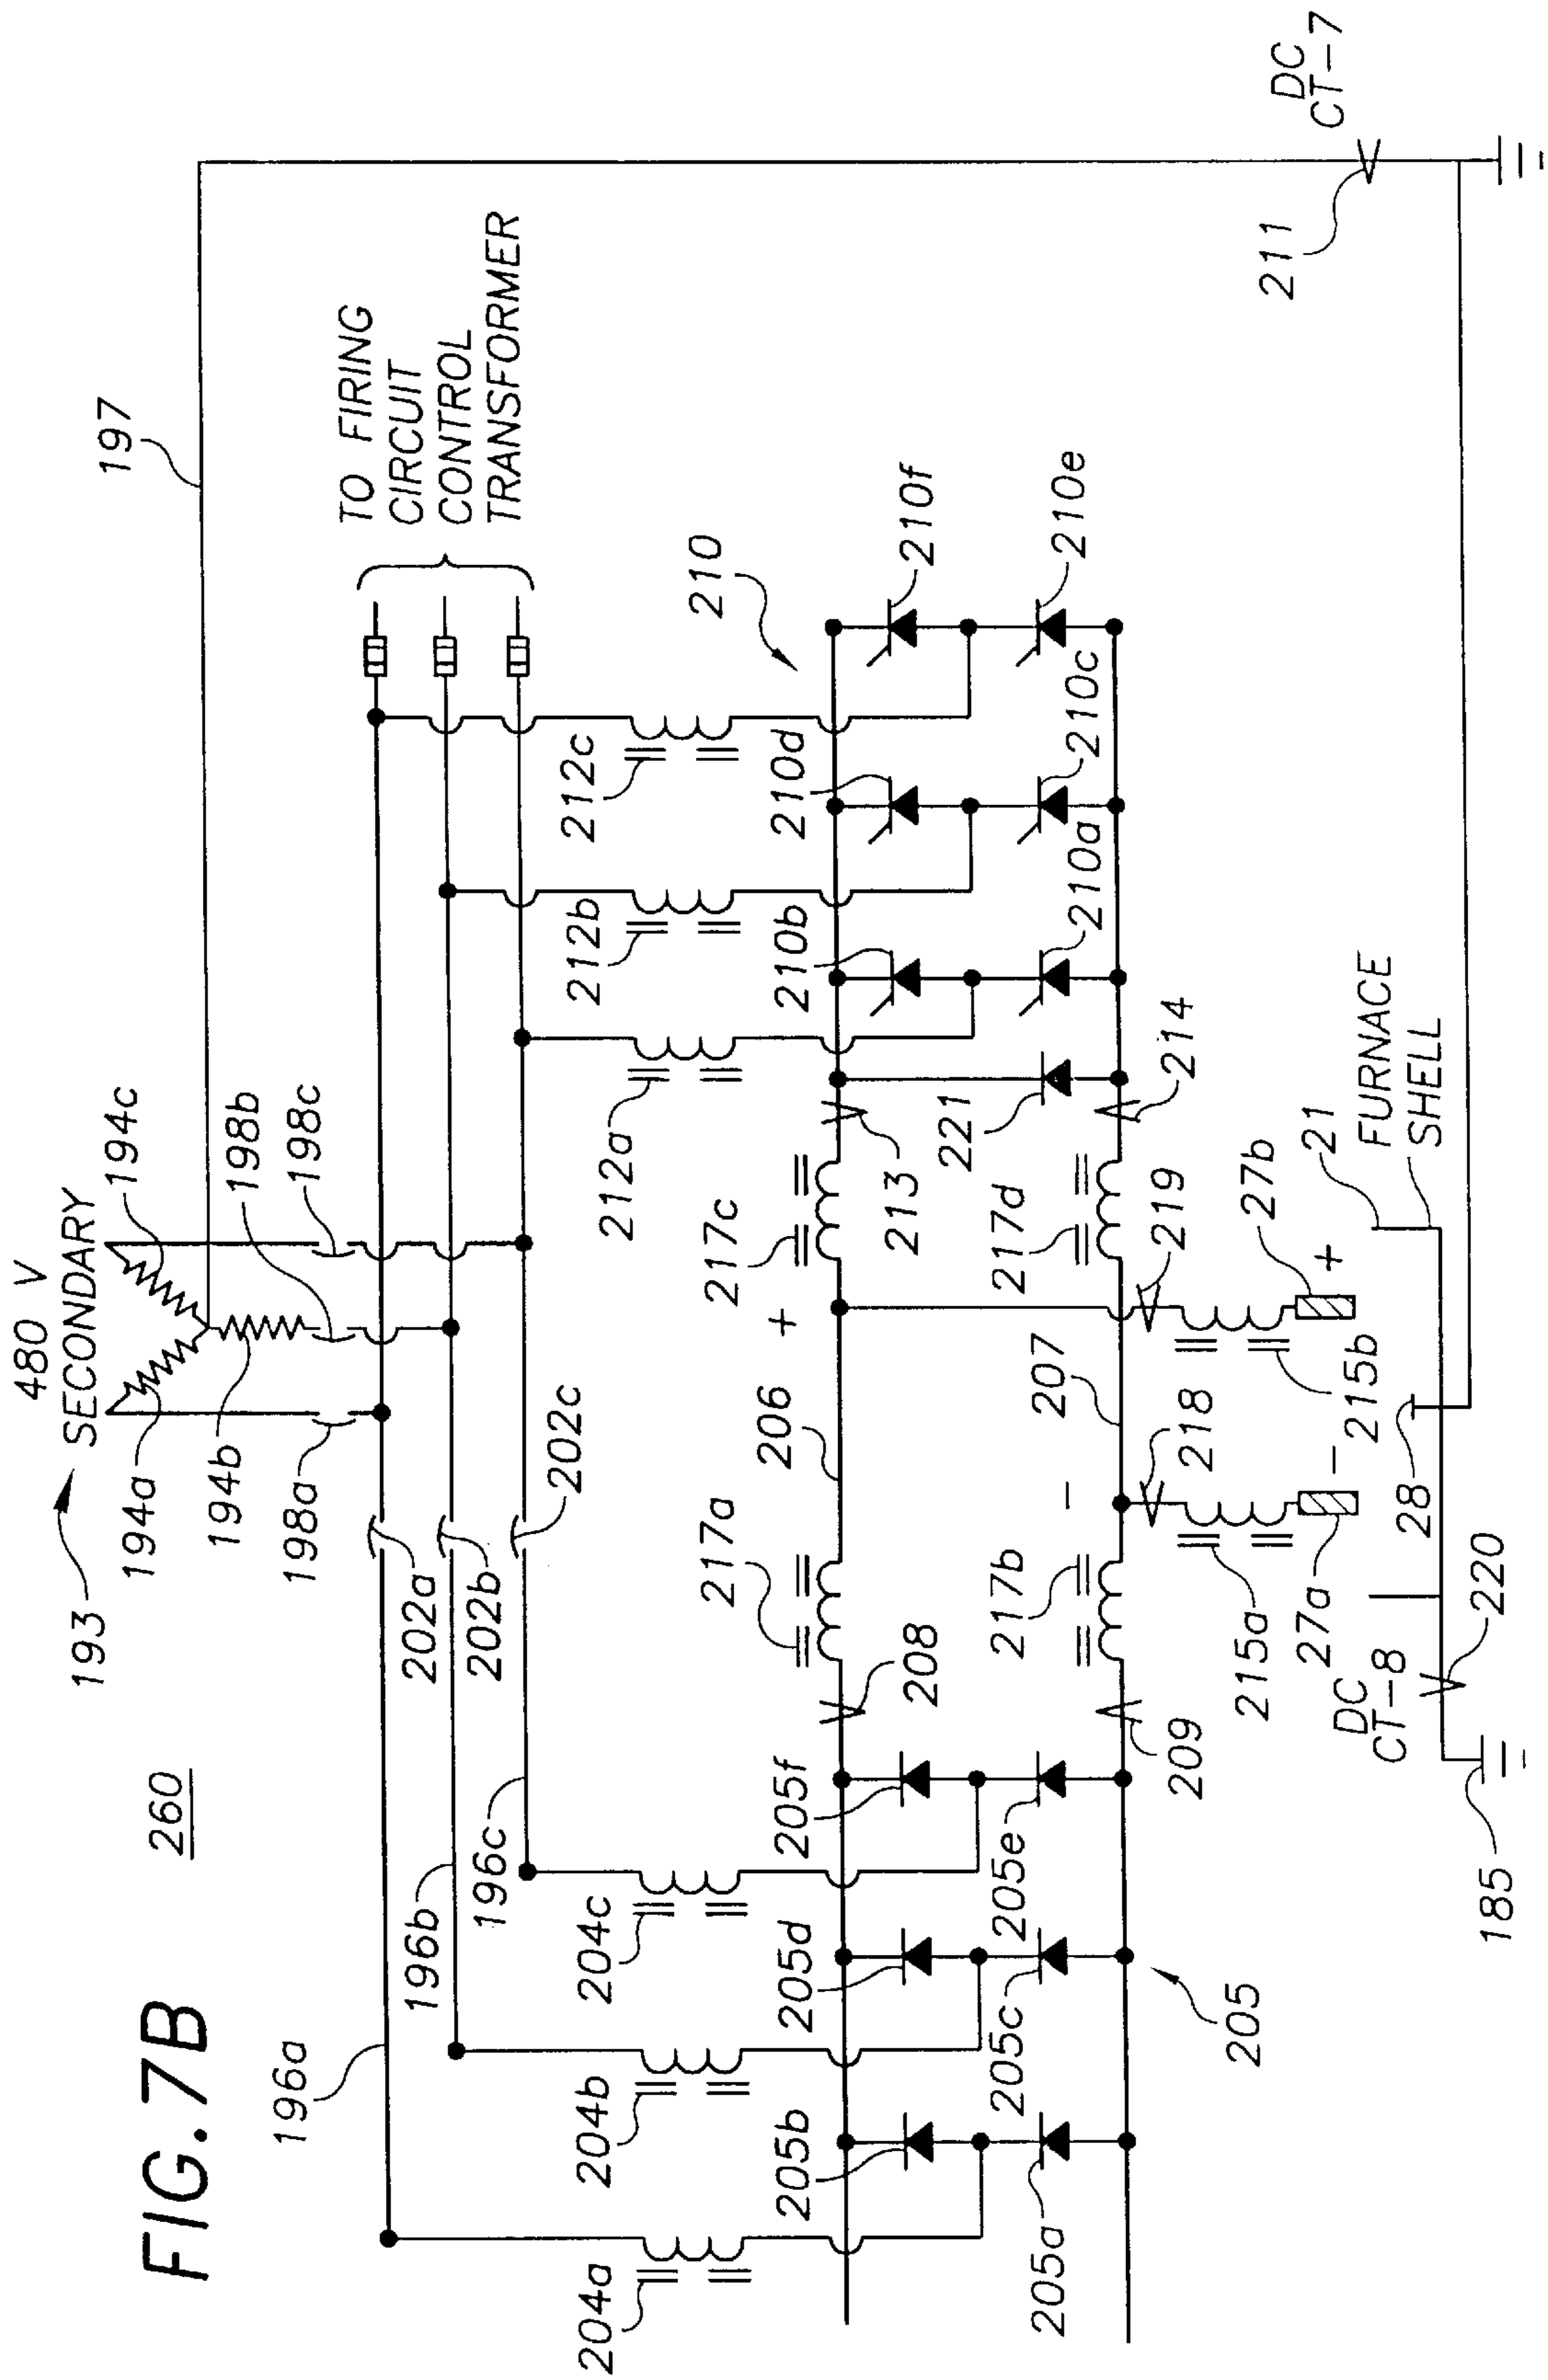 FIG. 7B
260
193
480 V
SECONDARY
194a
194b
194c
198a
198b
198c
197
196a
196b
196c
202a
202b
202c
TO FIRING
CIRCUIT
CONTROL
TRANSFORMER
204a
204b
204c
212a
212b
212c
210
205b
205d
205f
208
217a
206
+
217c
213
210b
210d
210f
205a
205c
205e
209
217b
-
207
217d
221
214
210a
210c
210e
205
215a
218
219
215b
27a
-
27b
+
21
FURNACE
SHELL
28
DC
CT-8
220
185
211
DC
CT-7